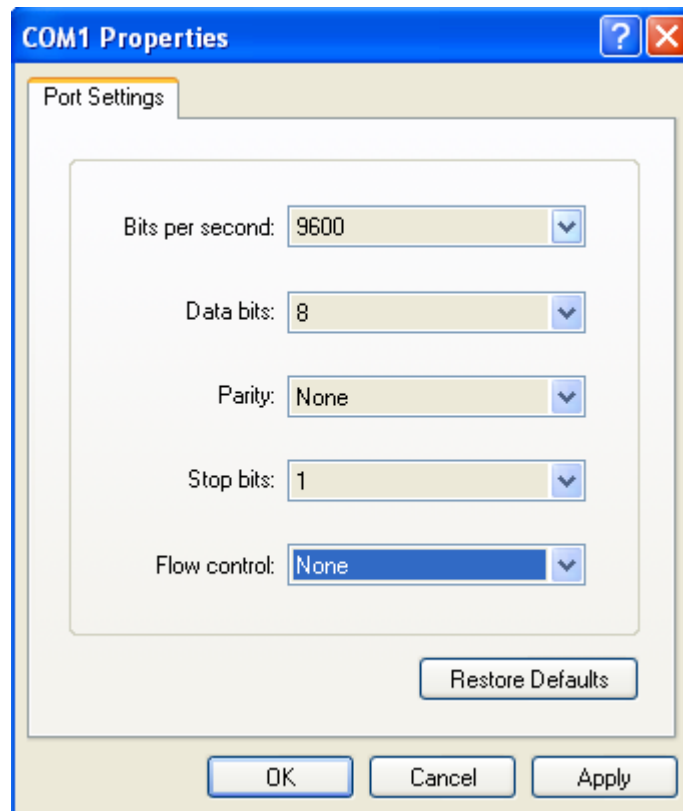 COM1 Properties
Port Settings
Bits per second: 9600
Data bits: 8
Parity: None
Stop bits: 1
Flow control: None
Restore Defaults
OK Cancel Apply